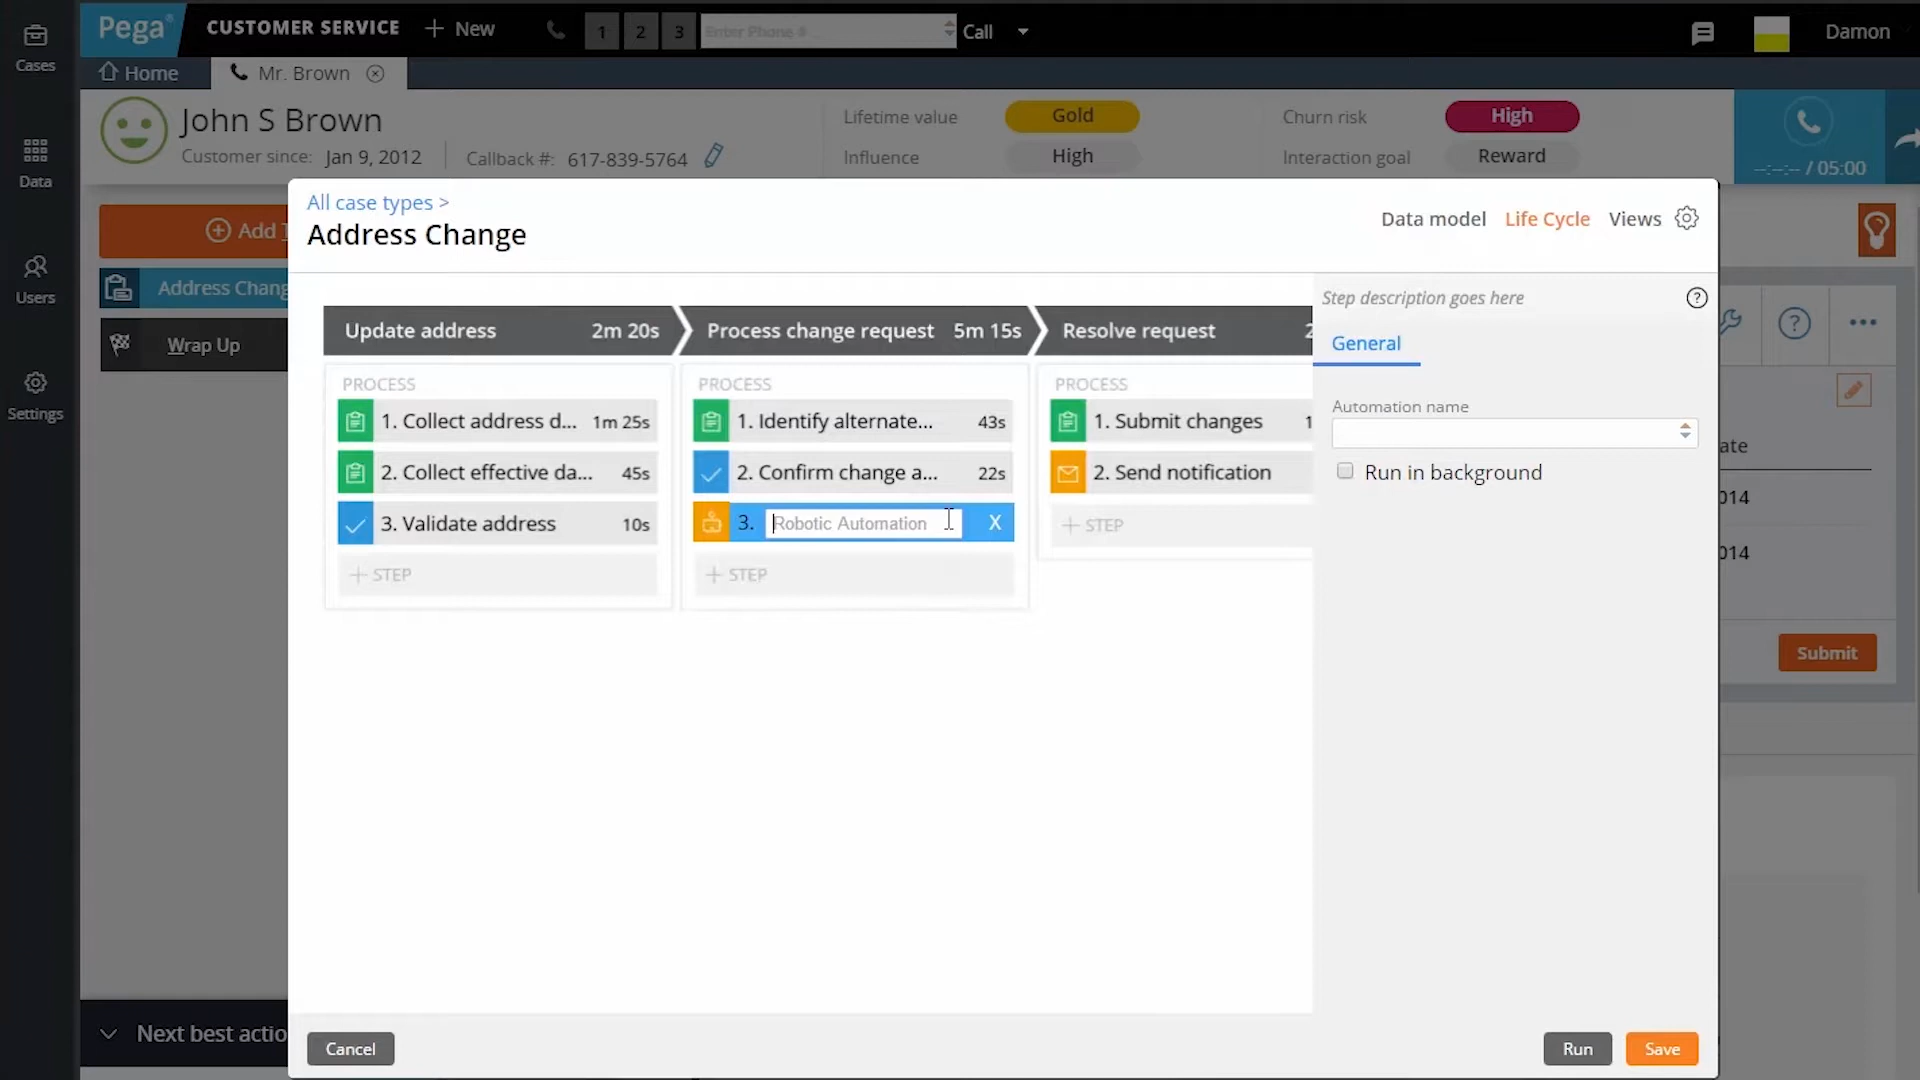 Pega® CUSTOMER SERVICE + New 1 2 3 Enter Phone # ... Call Damon
Cases
Data
Users
Settings
Home Mr. Brown
John S Brown
Customer since: Jan 9, 2012 Callback #: 617-839-5764
Lifetime value Gold
Influence High
Churn risk High
Interaction goal Reward
--:--:-- / 05:00
Add
Address Chang
Wrap Up
All case types >
Address Change
Data model Life Cycle Views
Update address 2m 20s
Process change request 5m 15s
Resolve request 2
PROCESS
1. Collect address d... 1m 25s
2. Collect effective da... 45s
3. Validate address 10s
+ STEP
PROCESS
1. Identify alternate... 43s
2. Confirm change a... 22s
3. Robotic Automation X
+ STEP
PROCESS
1. Submit changes 1
2. Send notification
+ STEP
Step description goes here ?
General
Automation name
Run in background
?
ate
014
014
Submit
Next best actio
Cancel
Run
Save